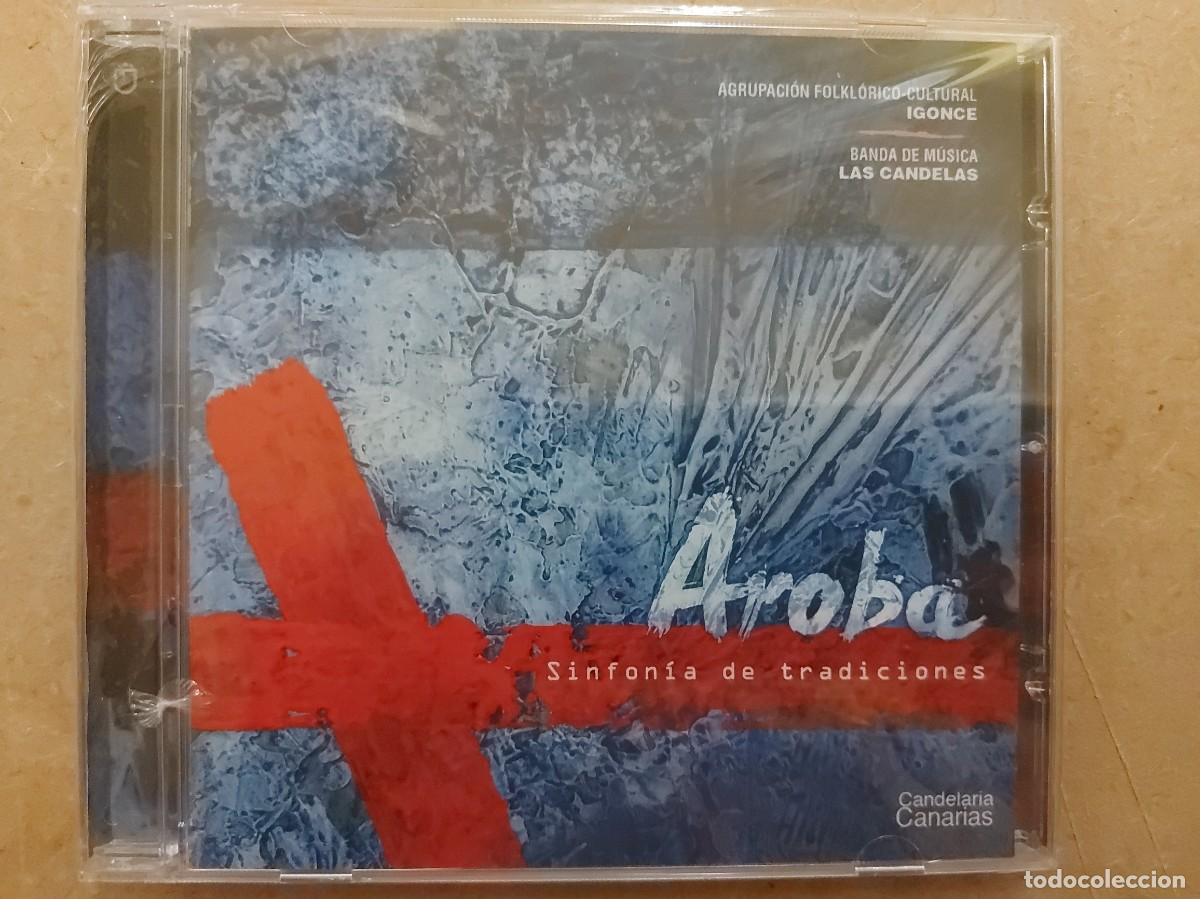 AGRUPACIÓN FOLKLÓRICO-CULTURAL
IGONCE
BANDA DE MÚSICA
LAS CANDELAS
Aroba
Sinfonía de tradiciones
Candelaria
Canarias
todocoleccion